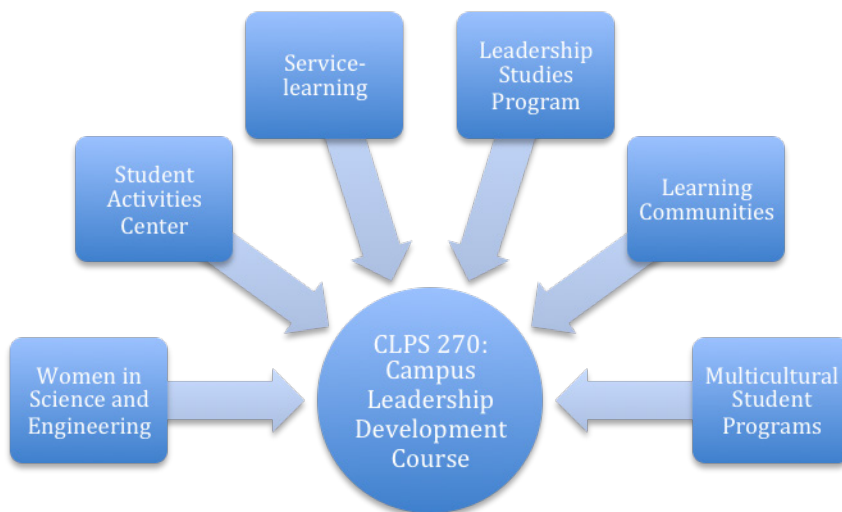 Service-
learning
Leadership
Studies
Program
Student
Activities
Center
Learning
Communities
Women in
Science and
Engineering
CLPS 270:
Campus
Leadership
Development
Course
Multicultural
Student
Programs